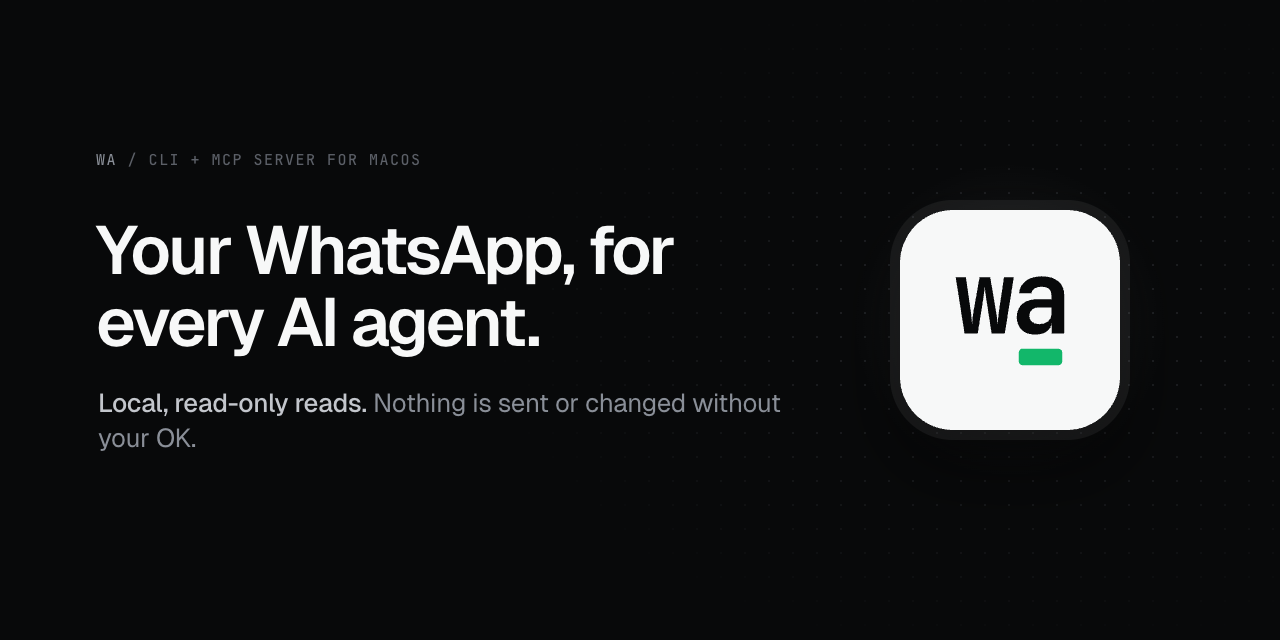 WA / CLI + MCP SERVER FOR MACOS
Your WhatsApp, for
every AI agent.
Local, read-only reads. Nothing is sent or changed without
your OK.
wa